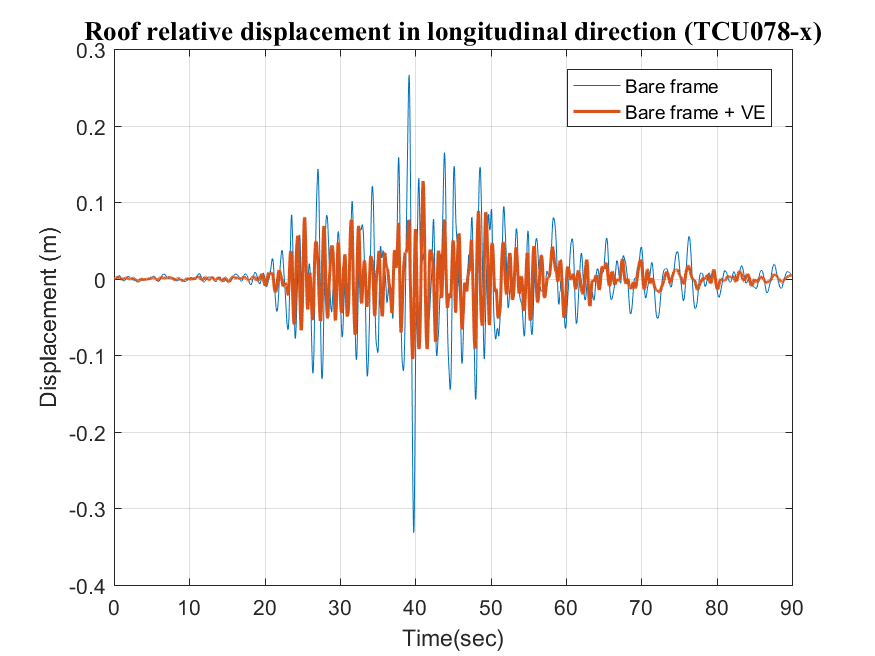 Roof relative displacement in longitudinal direction (TCU078-x)
0.3
0.2
0.1
0
-0.1
-0.2
-0.3
-0.4
Displacement (m)
Bare frame
Bare frame + VE
0 10 20 30 40 50 60 70 80 90
Time(sec)